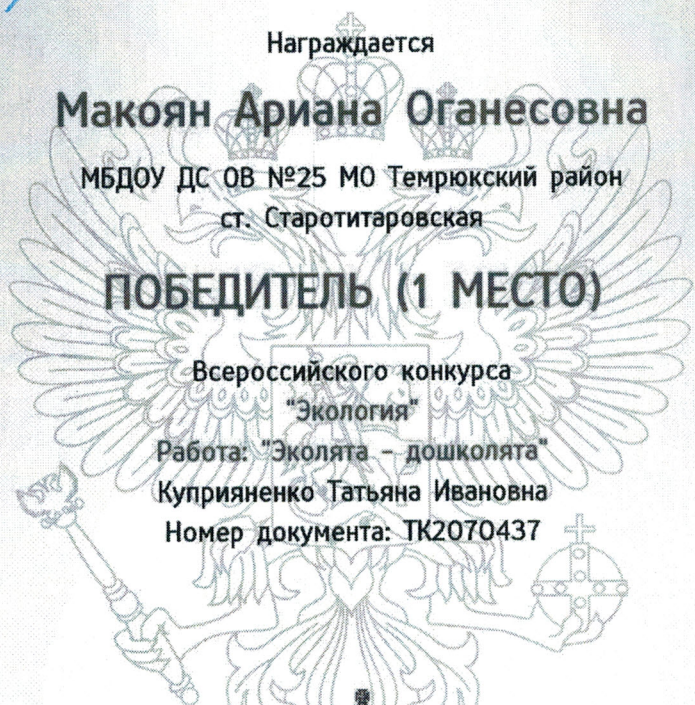 Награждается
Макоян Ариана Оганесовна
МБДОУ ДС ОВ №25 МО Темрюкский район
ст. Старотитаровская
ПОБЕДИТЕЛЬ (1 МЕСТО)
Всероссийского конкурса
"Экология"
Работа: "Эколята – дошколята"
Куприяненко Татьяна Ивановна
Номер документа: ТК2070437